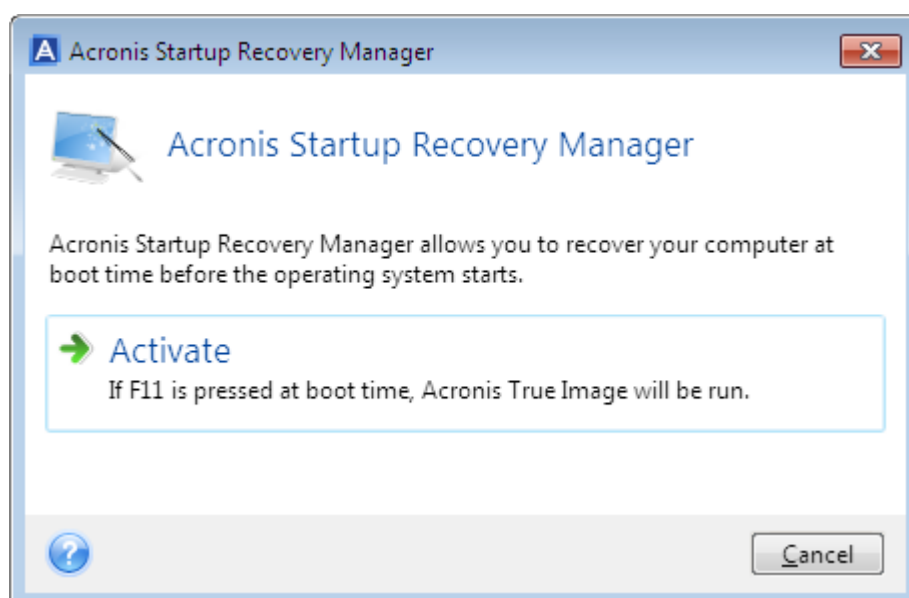 Acronis Startup Recovery Manager
Acronis Startup Recovery Manager
Acronis Startup Recovery Manager allows you to recover your computer at
boot time before the operating system starts.
Activate
If F11 is pressed at boot time, Acronis True Image will be run.
Cancel